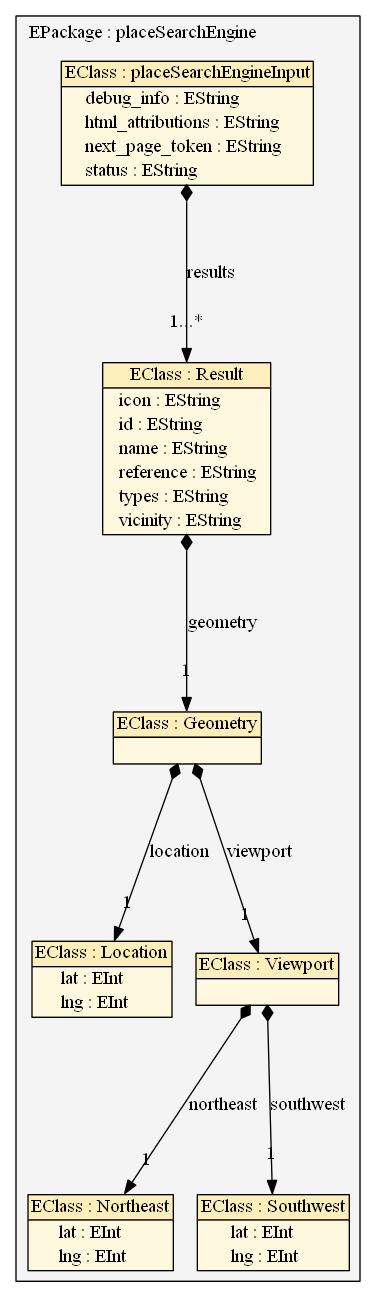 EPackage : placeSearchEngine
EClass : placeSearchEngineInput
debug_info : EString
html_attributions : EString
next_page_token : EString
status : EString
results
1...*
EClass : Result
icon : EString
id : EString
name : EString
reference : EString
types : EString
vicinity : EString
geometry
1
EClass : Geometry
location
viewport
1
1
EClass : Location
lat : EInt
lng : EInt
EClass : Viewport
northeast
southwest
1
1
EClass : Northeast
lat : EInt
lng : EInt
EClass : Southwest
lat : EInt
lng : EInt